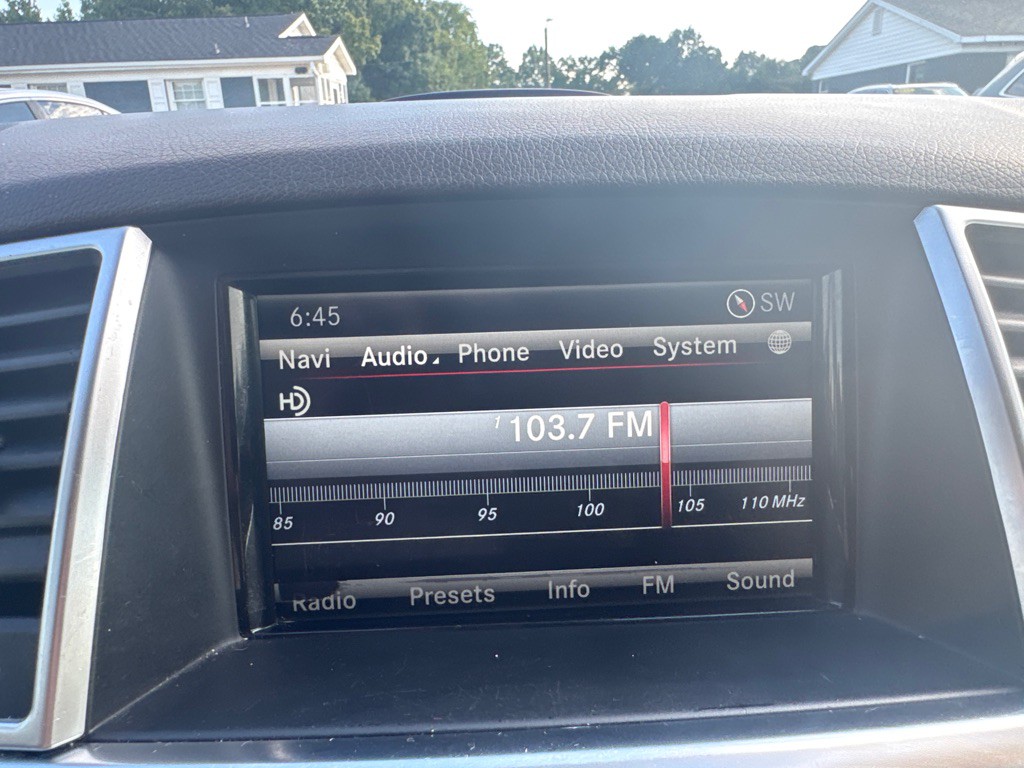 6:45 SW
Navi Audio Phone Video System
HD
1 103.7 FM
85 90 95 100 105 110 MHz
Radio Presets Info FM Sound